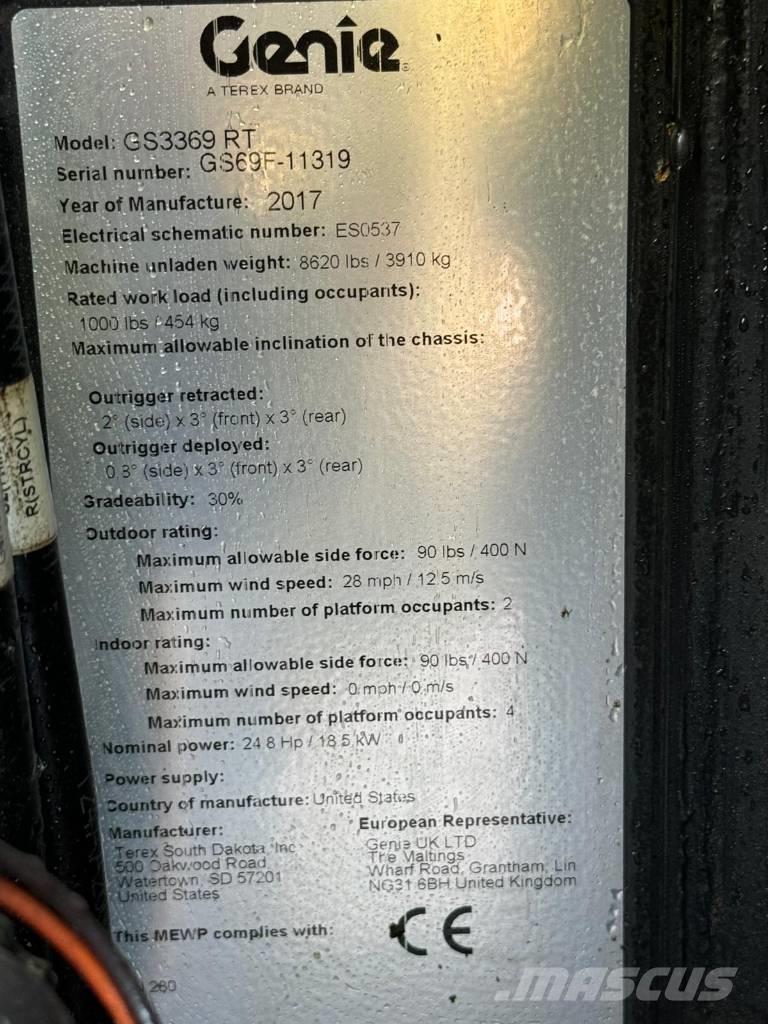 Genie
A TEREX BRAND
Model: GS3369 RT
Serial number: GS69F-11319
Year of Manufacture: 2017
Electrical schematic number: ES0537
Machine unladen weight: 8620 lbs / 3910 kg
Rated work load (including occupants):
1000 lbs / 454 kg
Maximum allowable inclination of the chassis:
Outrigger retracted:
2° (side) x 3° (front) x 3° (rear)
Outrigger deployed:
0.3° (side) x 3° (front) x 3° (rear)
R(STRCYL)
Gradeability: 30%
Outdoor rating:
Maximum allowable side force: 90 lbs / 400 N
Maximum wind speed: 28 mph / 12.5 m/s
Maximum number of platform occupants: 2
Indoor rating:
Maximum allowable side force: 90 lbs / 400 N
Maximum wind speed: 0 mph / 0 m/s
Maximum number of platform occupants: 4
Nominal power: 24.8 Hp / 18.5 kW
Power supply:
Country of manufacture: United States
Manufacturer:
Terex South Dakota, Inc
500 Oakwood Road
Watertown, SD 57201
United States
European Representative:
Genie UK LTD
The Maltings
Wharf Road, Grantham, Lin
NG31 6BH United Kingdom
This MEWP complies with: CE
280
MASCUS